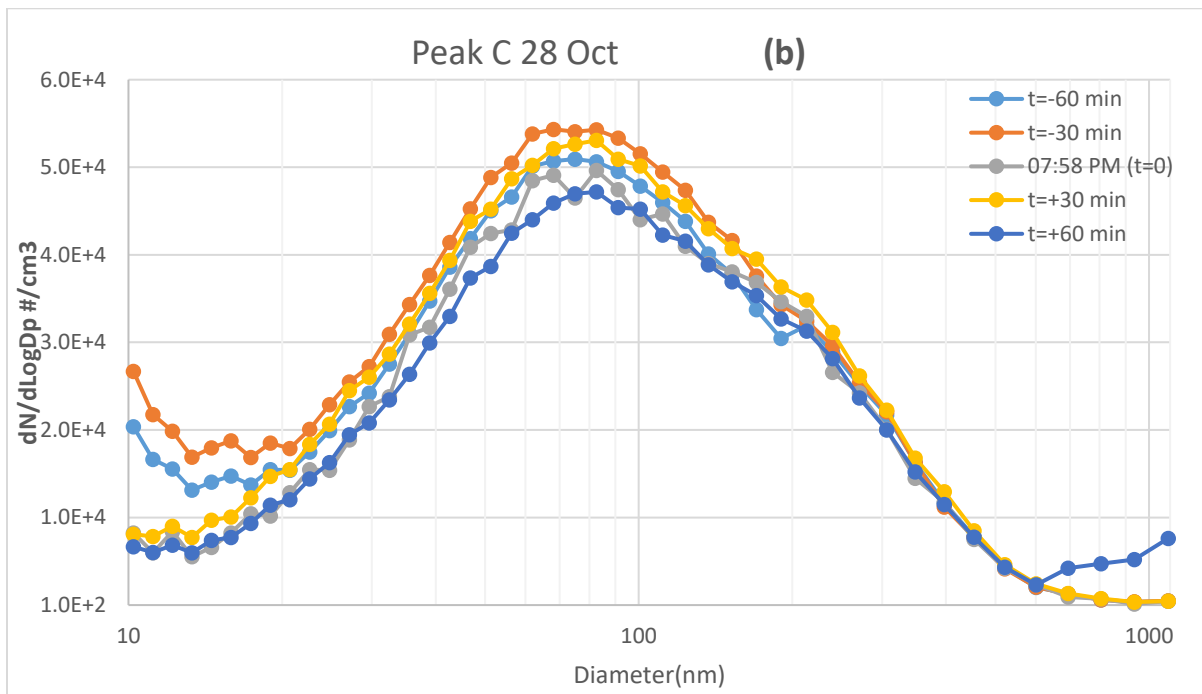 Peak C 28 Oct
(b)
6.0E+4
5.0E+4
4.0E+4
3.0E+4
2.0E+4
1.0E+4
1.0E+2
dN/dLogDp #/cm3
t=-60 min
t=-30 min
07:58 PM (t=0)
t=+30 min
t=+60 min
10
100
1000
Diameter(nm)